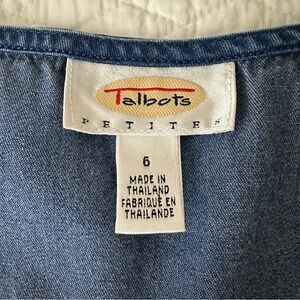 Talbots
PETITES
6
MADE IN
THAILAND
FABRIQUÉ EN
THAILANDE